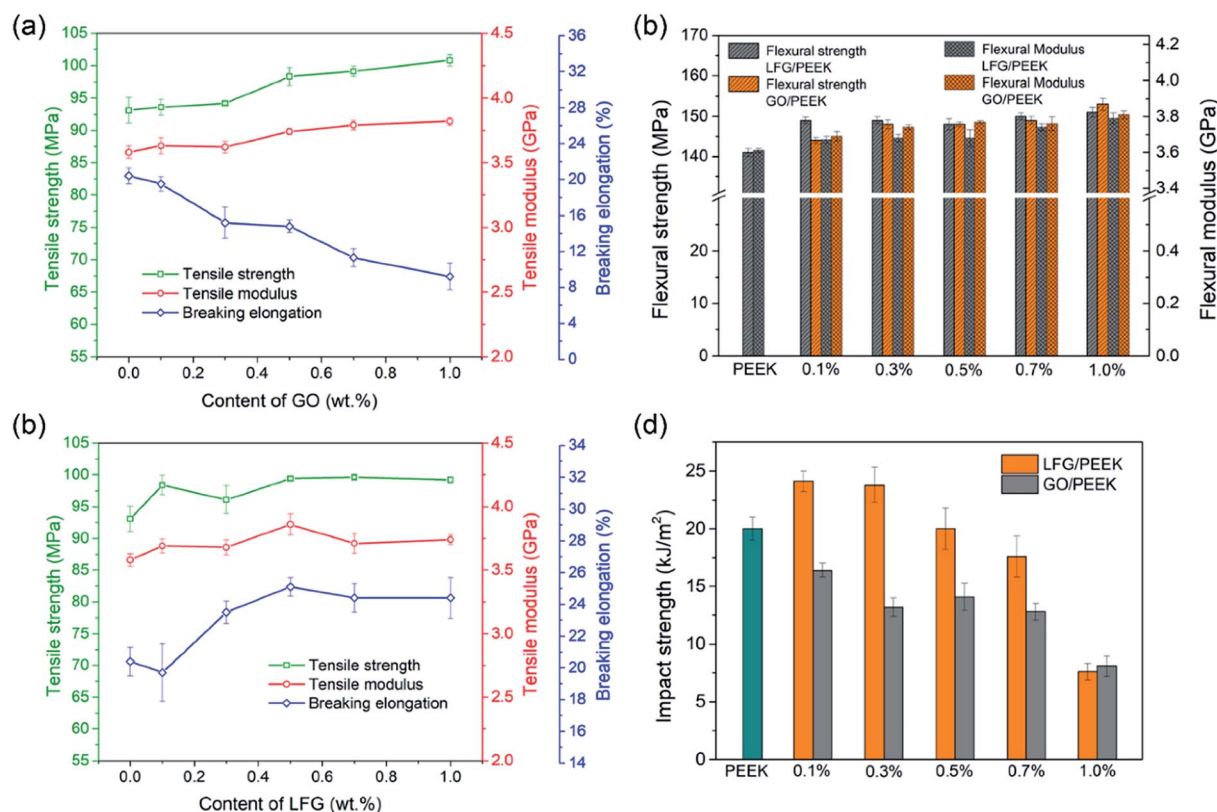 (a)
105
100
95
90
85
80
75
70
65
60
55
Tensile strength (MPa)
Tensile strength
Tensile modulus
Breaking elongation
0.0
0.2
0.4
0.6
0.8
1.0
Content of GO (wt.%)
4.5
4.0
3.5
3.0
2.5
2.0
Tensile modulus (GPa)
36
32
28
24
20
16
12
8
4
0
Breaking elongation (%)
(b)
170
160
150
140
20
10
0
Flexural strength (MPa)
Flexural strength
LFG/PEEK
Flexural strength
GO/PEEK
Flexural Modulus
LFG/PEEK
Flexural Modulus
GO/PEEK
PEEK
0.1%
0.3%
0.5%
0.7%
1.0%
4.2
4.0
3.8
3.6
3.4
0.4
0.2
0.0
Flexural modulus (GPa)
(b)
105
100
95
90
85
80
75
70
65
60
55
Tensile strength (MPa)
Tensile strength
Tensile modulus
Breaking elongation
0.0
0.2
0.4
0.6
0.8
1.0
Content of LFG (wt.%)
4.5
4.0
3.5
3.0
2.5
2.0
Tensile modulus (GPa)
34
32
30
28
26
24
22
20
18
16
14
Breaking elongation (%)
(d)
25
20
15
10
5
0
Impact strength (kJ/m²)
LFG/PEEK
GO/PEEK
PEEK
0.1%
0.3%
0.5%
0.7%
1.0%